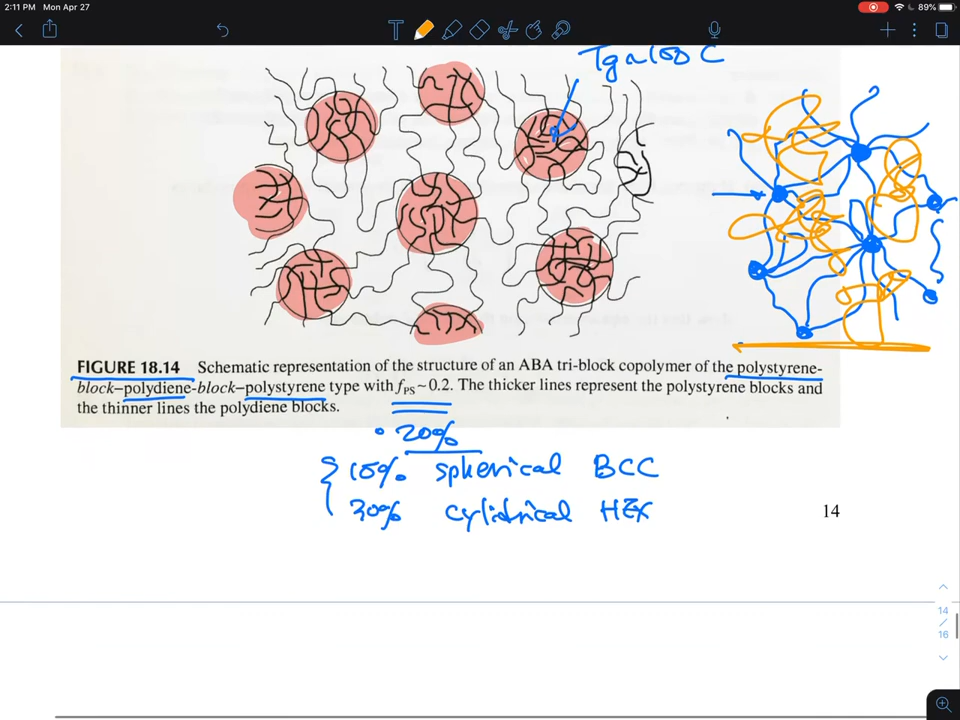 2:11 PM Mon Apr 27
89%
Tg ~ 100 C
FIGURE 18.14 Schematic representation of the structure of an ABA tri-block copolymer of the polystyrene-
block–polydiene-block–polystyrene type with fPS~0.2. The thicker lines represent the polystyrene blocks and
the thinner lines the polydiene blocks.
20%
10% spherical BCC
30% cylidrical HEX
14
14
/
16